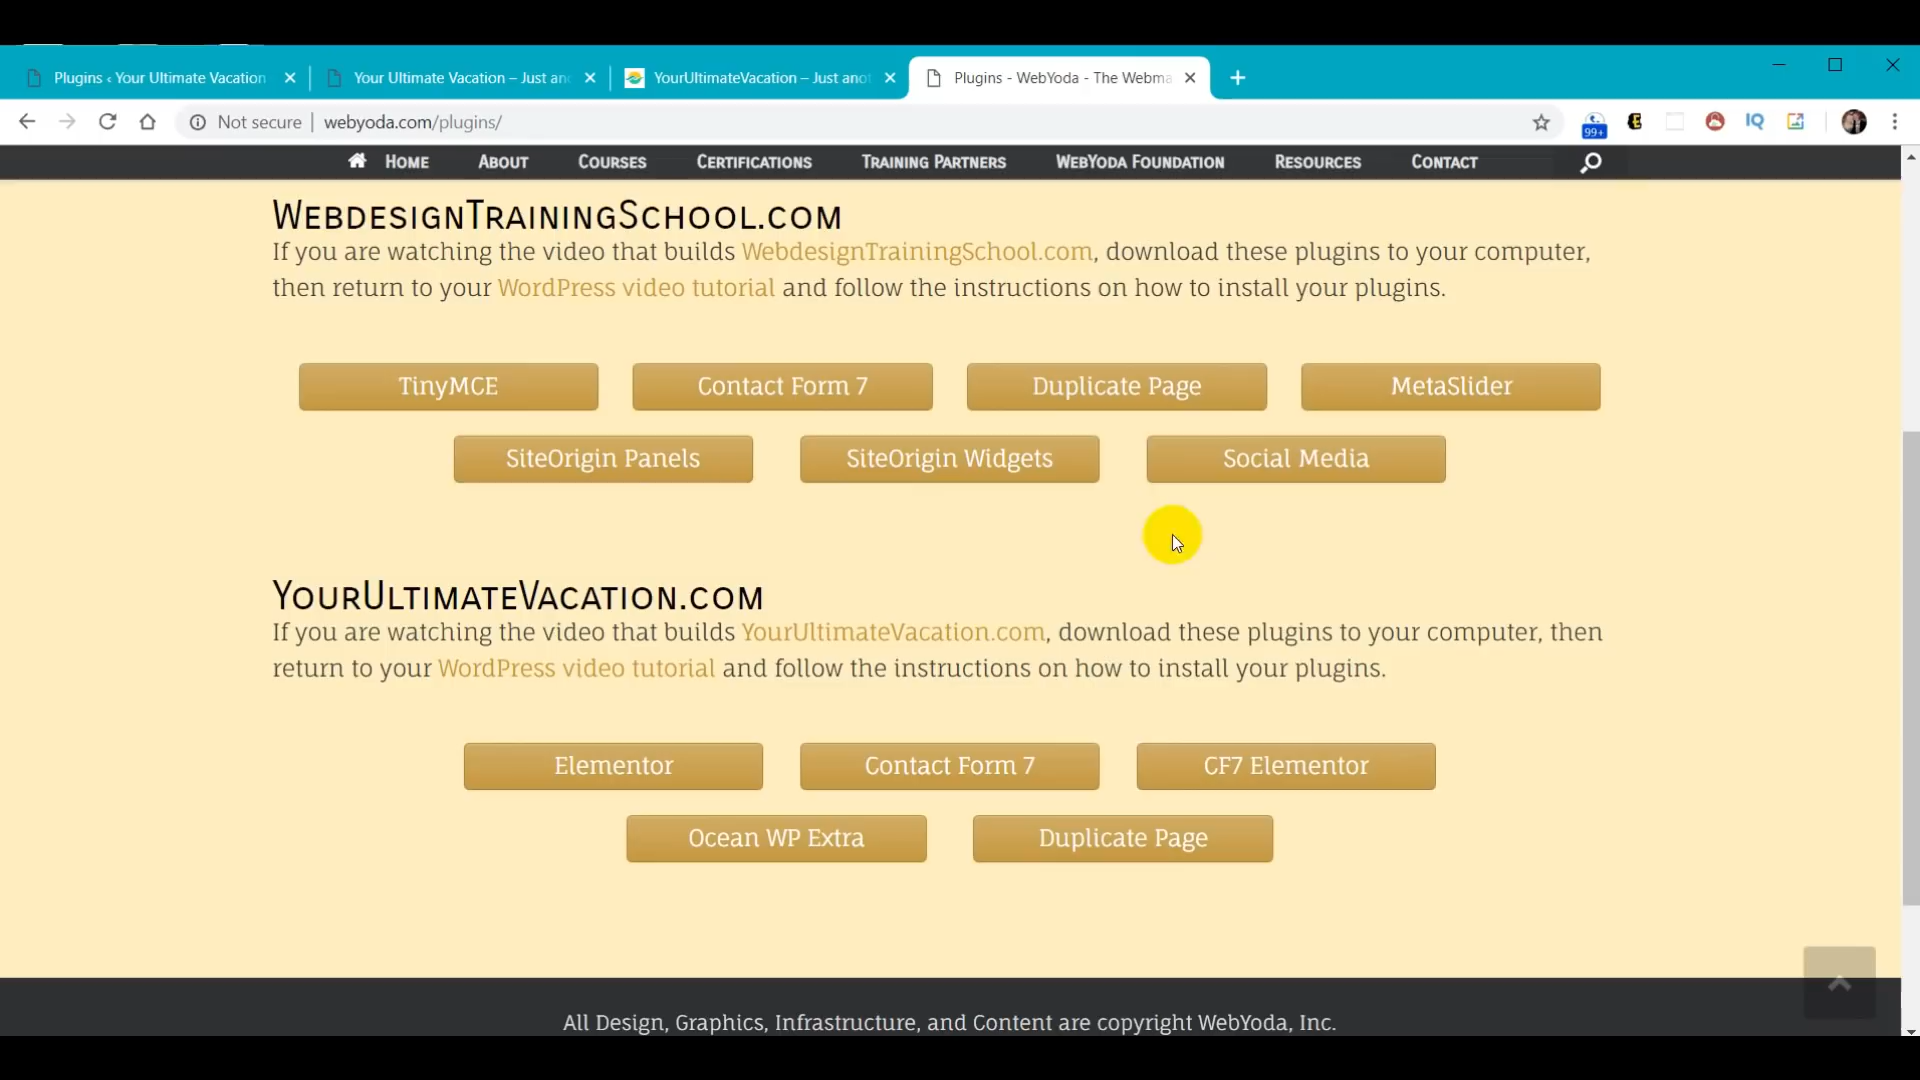 Plugins ‹ Your Ultimate Vacation
Your Ultimate Vacation – Just an
YourUltimateVacation – Just anot
Plugins - WebYoda - The Webma
Not secure | webyoda.com/plugins/
99+
IQ
Home About Courses Certifications Training Partners WebYoda Foundation Resources Contact
WebdesignTrainingSchool.com
If you are watching the video that builds WebdesignTrainingSchool.com, download these plugins to your computer,
then return to your WordPress video tutorial and follow the instructions on how to install your plugins.
TinyMCE Contact Form 7 Duplicate Page MetaSlider
SiteOrigin Panels SiteOrigin Widgets Social Media
YourUltimateVacation.com
If you are watching the video that builds YourUltimateVacation.com, download these plugins to your computer, then
return to your WordPress video tutorial and follow the instructions on how to install your plugins.
Elementor Contact Form 7 CF7 Elementor
Ocean WP Extra Duplicate Page
All Design, Graphics, Infrastructure, and Content are copyright WebYoda, Inc.